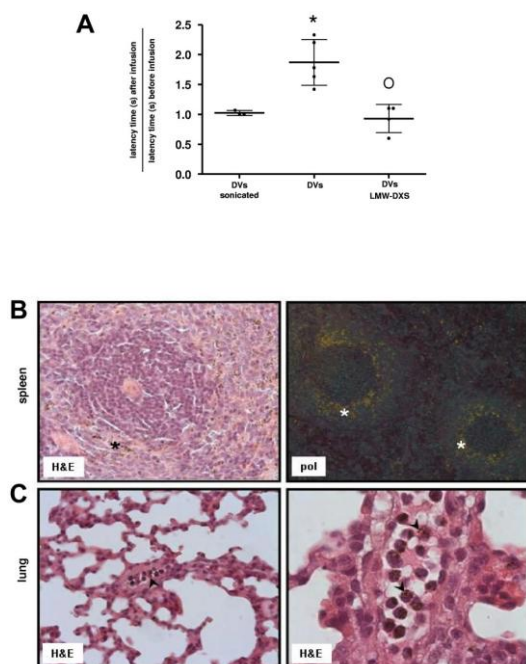 A
latency time (s) after infusion
latency time (s) before infusion
2.5
2.0
1.5
1.0
0.5
0.0
*
DVs
sonicated
DVs
DVs
LMW-DXS
B
spleen
*
H&E
*
*
pol
C
lung
H&E
H&E